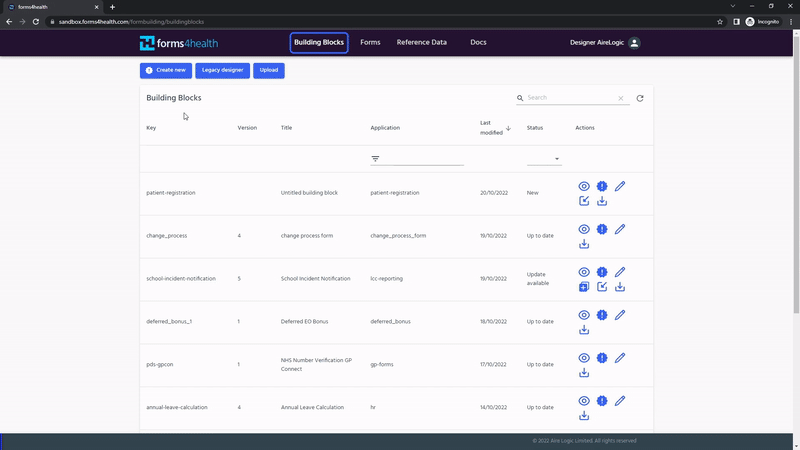 forms4health
Incognito
sandbox.forms4health.com/formbuilding/buildingblocks
forms4health
Building Blocks
Forms
Reference Data
Docs
Designer AireLogic
Create new
Legacy designer
Upload
Building Blocks
Search
Key
Version
Title
Application
Last modified
Status
Actions
patient-registration
Untitled building block
patient-registration
20/10/2022
New
change_process
4
change process form
change_process_form
19/10/2022
Up to date
school-incident-notification
5
School Incident Notification
lcc-reporting
19/10/2022
Update available
deferred_bonus_1
1
Deferred EO Bonus
deferred_bonus
18/10/2022
Up to date
pds-gpcon
1
NHS Number Verification GP Connect
gp-forms
17/10/2022
Up to date
annual-leave-calculation
4
Annual Leave Calculation
hr
14/10/2022
Up to date
© 2022 Aire Logic Limited. All rights reserved